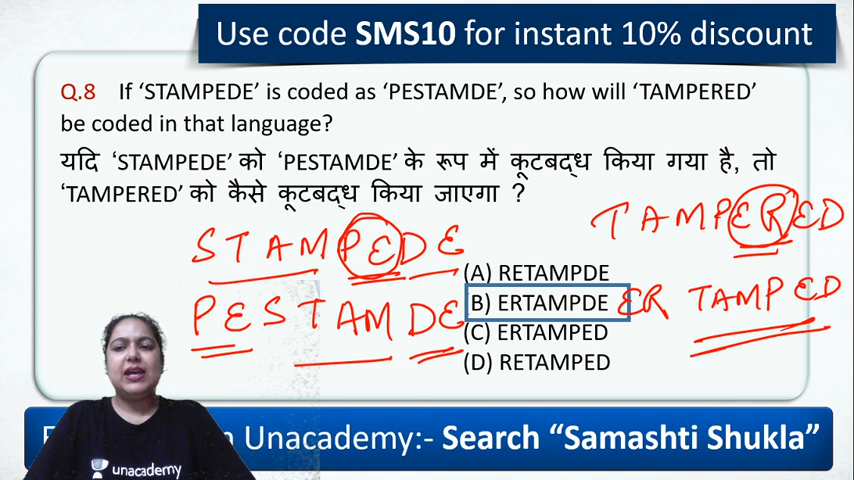 Use code SMS10 for instant 10% discount
Q.8 If ‘STAMPEDE’ is coded as ‘PESTAMDE’, so how will ‘TAMPERED’
be coded in that language?
यदि ‘STAMPEDE’ को ‘PESTAMDE’ के रूप में कूटबद्ध किया गया है, तो
‘TAMPERED’ को कैसे कूटबद्ध किया जाएगा ?
TAMPERED
STAMPEDE
(A) RETAMPDE
B) ERTAMPDE
ER TAMPED
PESTAMDE
(C) ERTAMPED
(D) RETAMPED
Unacademy:- Search “Samashti Shukla”
unacademy